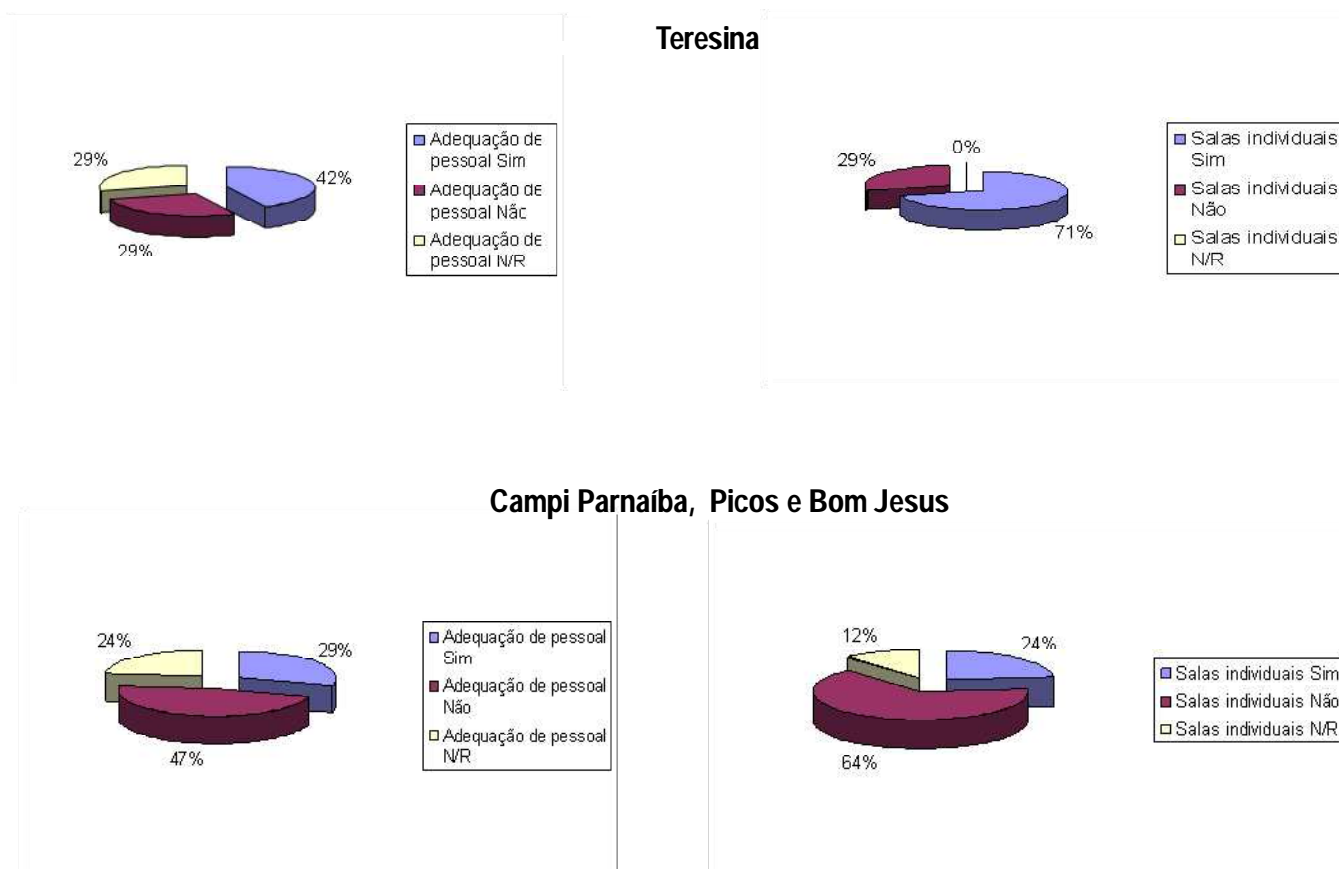 Teresina
29%
42%
29%
Adequação de
pessoal Sim
Adequação de
pessoal Não
Adequação de
pessoal N/R
29%
0%
71%
Salas individuais
Sim
Salas individuais
Não
Salas individuais
N/R
Campi Parnaíba, Picos e Bom Jesus
24%
29%
47%
Adequação de pessoal
Sim
Adequação de pessoal
Não
Adequação de pessoal
N/R
12%
24%
64%
Salas individuais Sim
Salas individuais Não
Salas individuais N/R